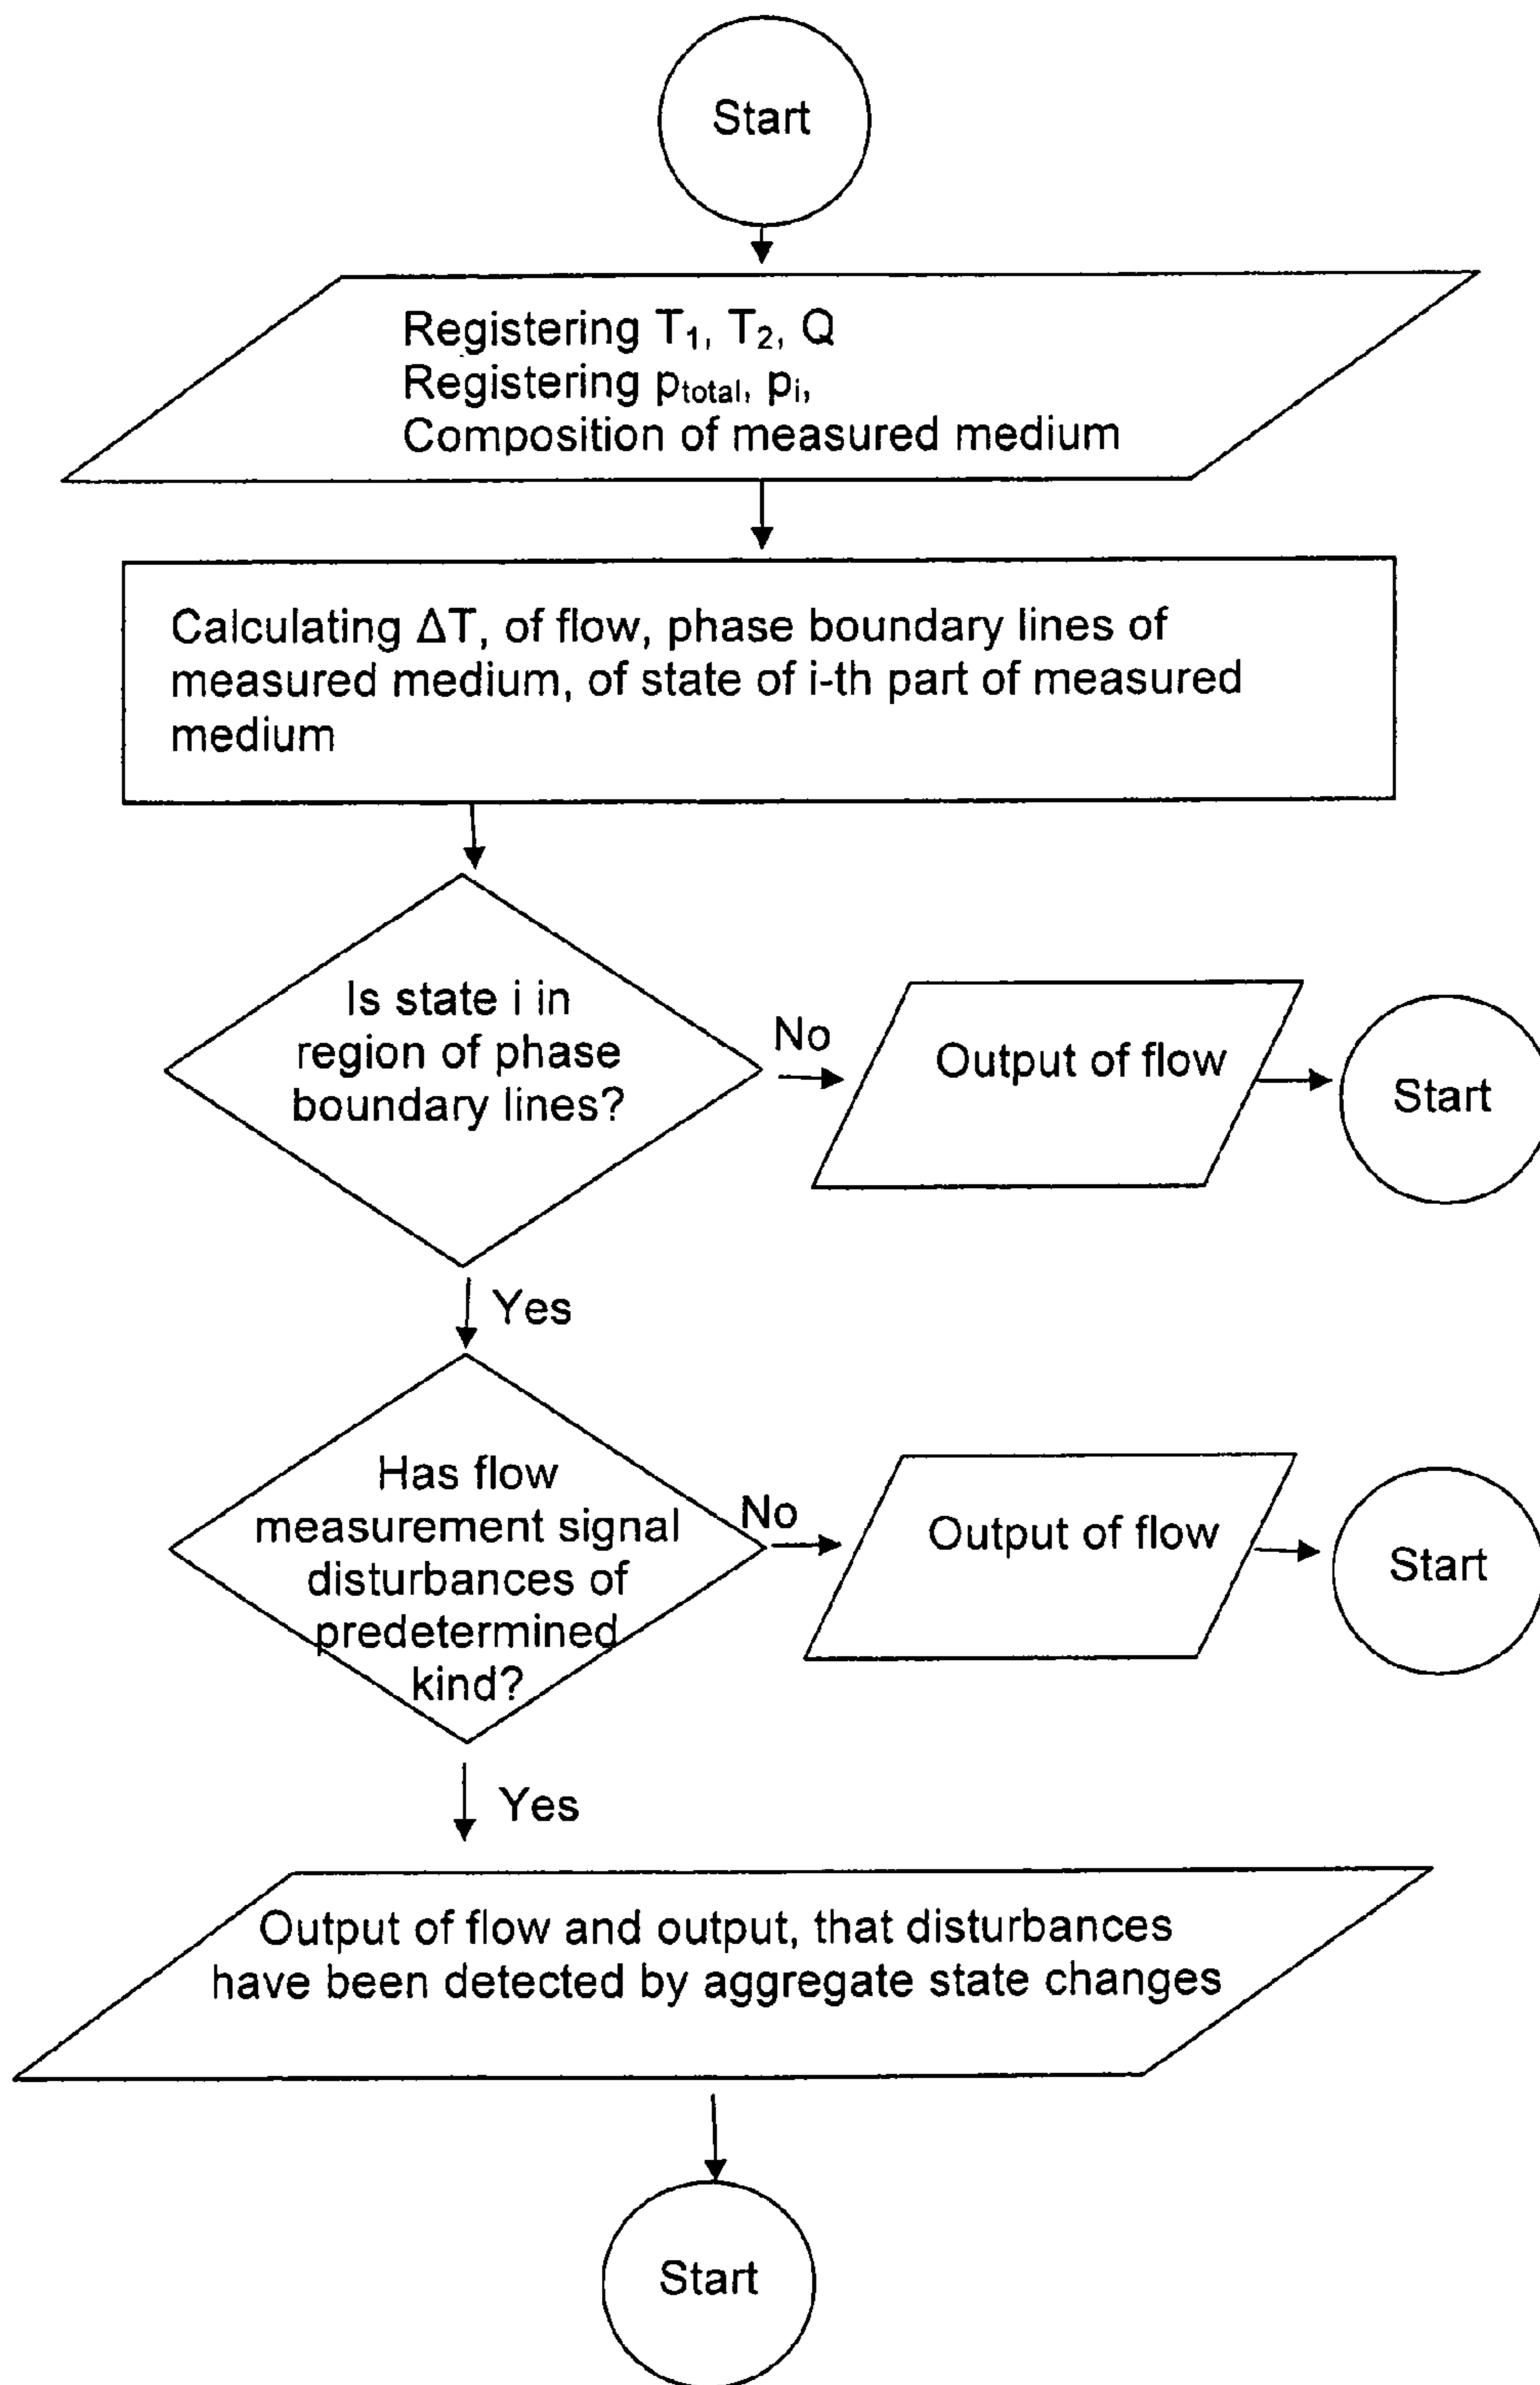 Start
Registering T₁, T₂, Q
Registering pₜₒₜₐₗ, pᵢ,
Composition of measured medium
Calculating ΔT, of flow, phase boundary lines of
measured medium, of state of i-th part of measured
medium
Is state i in
region of phase
boundary lines?
No
Output of flow
Start
Yes
Has flow
measurement signal
disturbances of
predetermined
kind?
No
Output of flow
Start
Yes
Output of flow and output, that disturbances
have been detected by aggregate state changes
Start